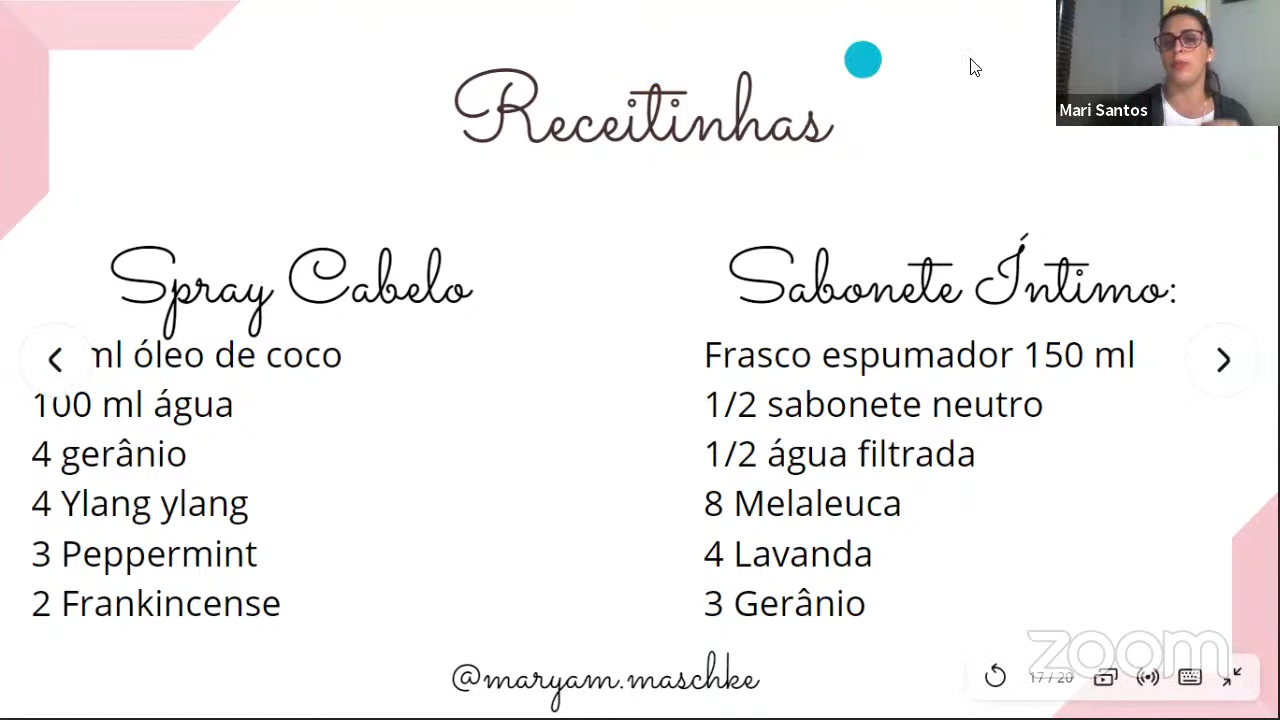 Receitinhas
Mari Santos
Spray Cabelo
ml óleo de coco
100 ml água
4 gerânio
4 Ylang ylang
3 Peppermint
2 Frankincense
Sabonete Íntimo:
Frasco espumador 150 ml
1/2 sabonete neutro
1/2 água filtrada
8 Melaleuca
4 Lavanda
3 Gerânio
@maryam.maschke
zoom
17 / 20